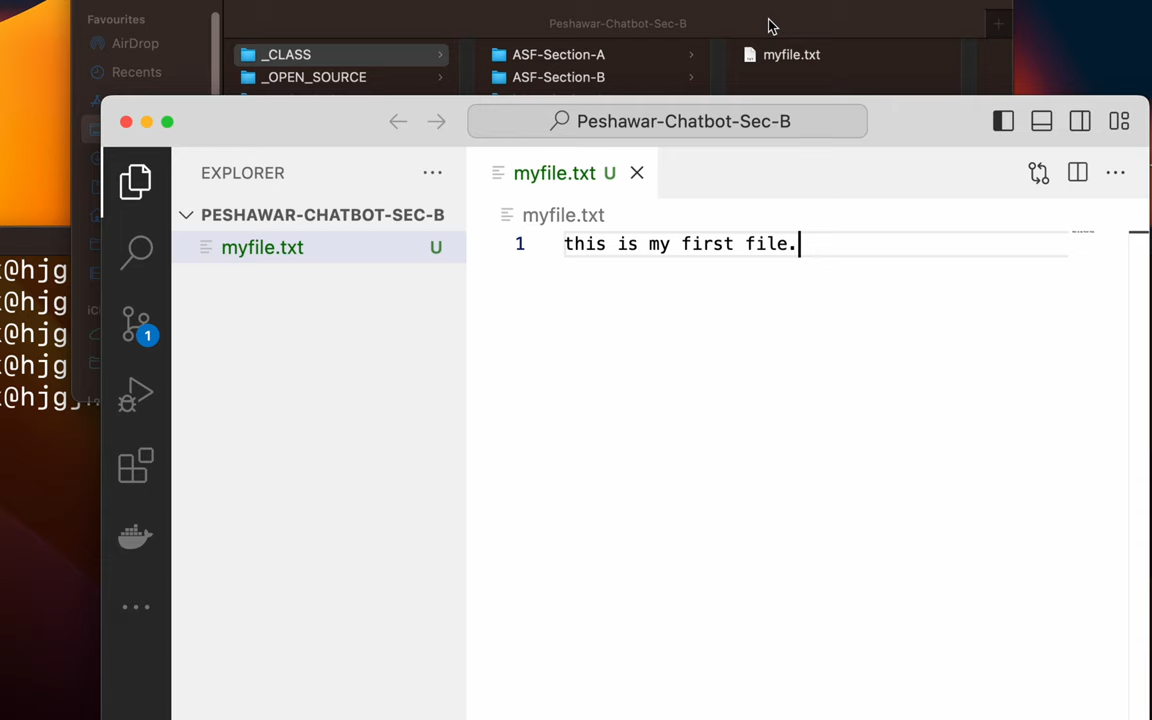 Favourites
Peshawar-Chatbot-Sec-B
AirDrop
_CLASS
ASF-Section-A
myfile.txt
Recents
_OPEN_SOURCE
ASF-Section-B
Peshawar-Chatbot-Sec-B
EXPLORER
myfile.txt U
PESHAWAR-CHATBOT-SEC-B
myfile.txt
myfile.txt U
1 this is my first file.
@hjg
@hjg
@hjg
@hjg
@hjg
1